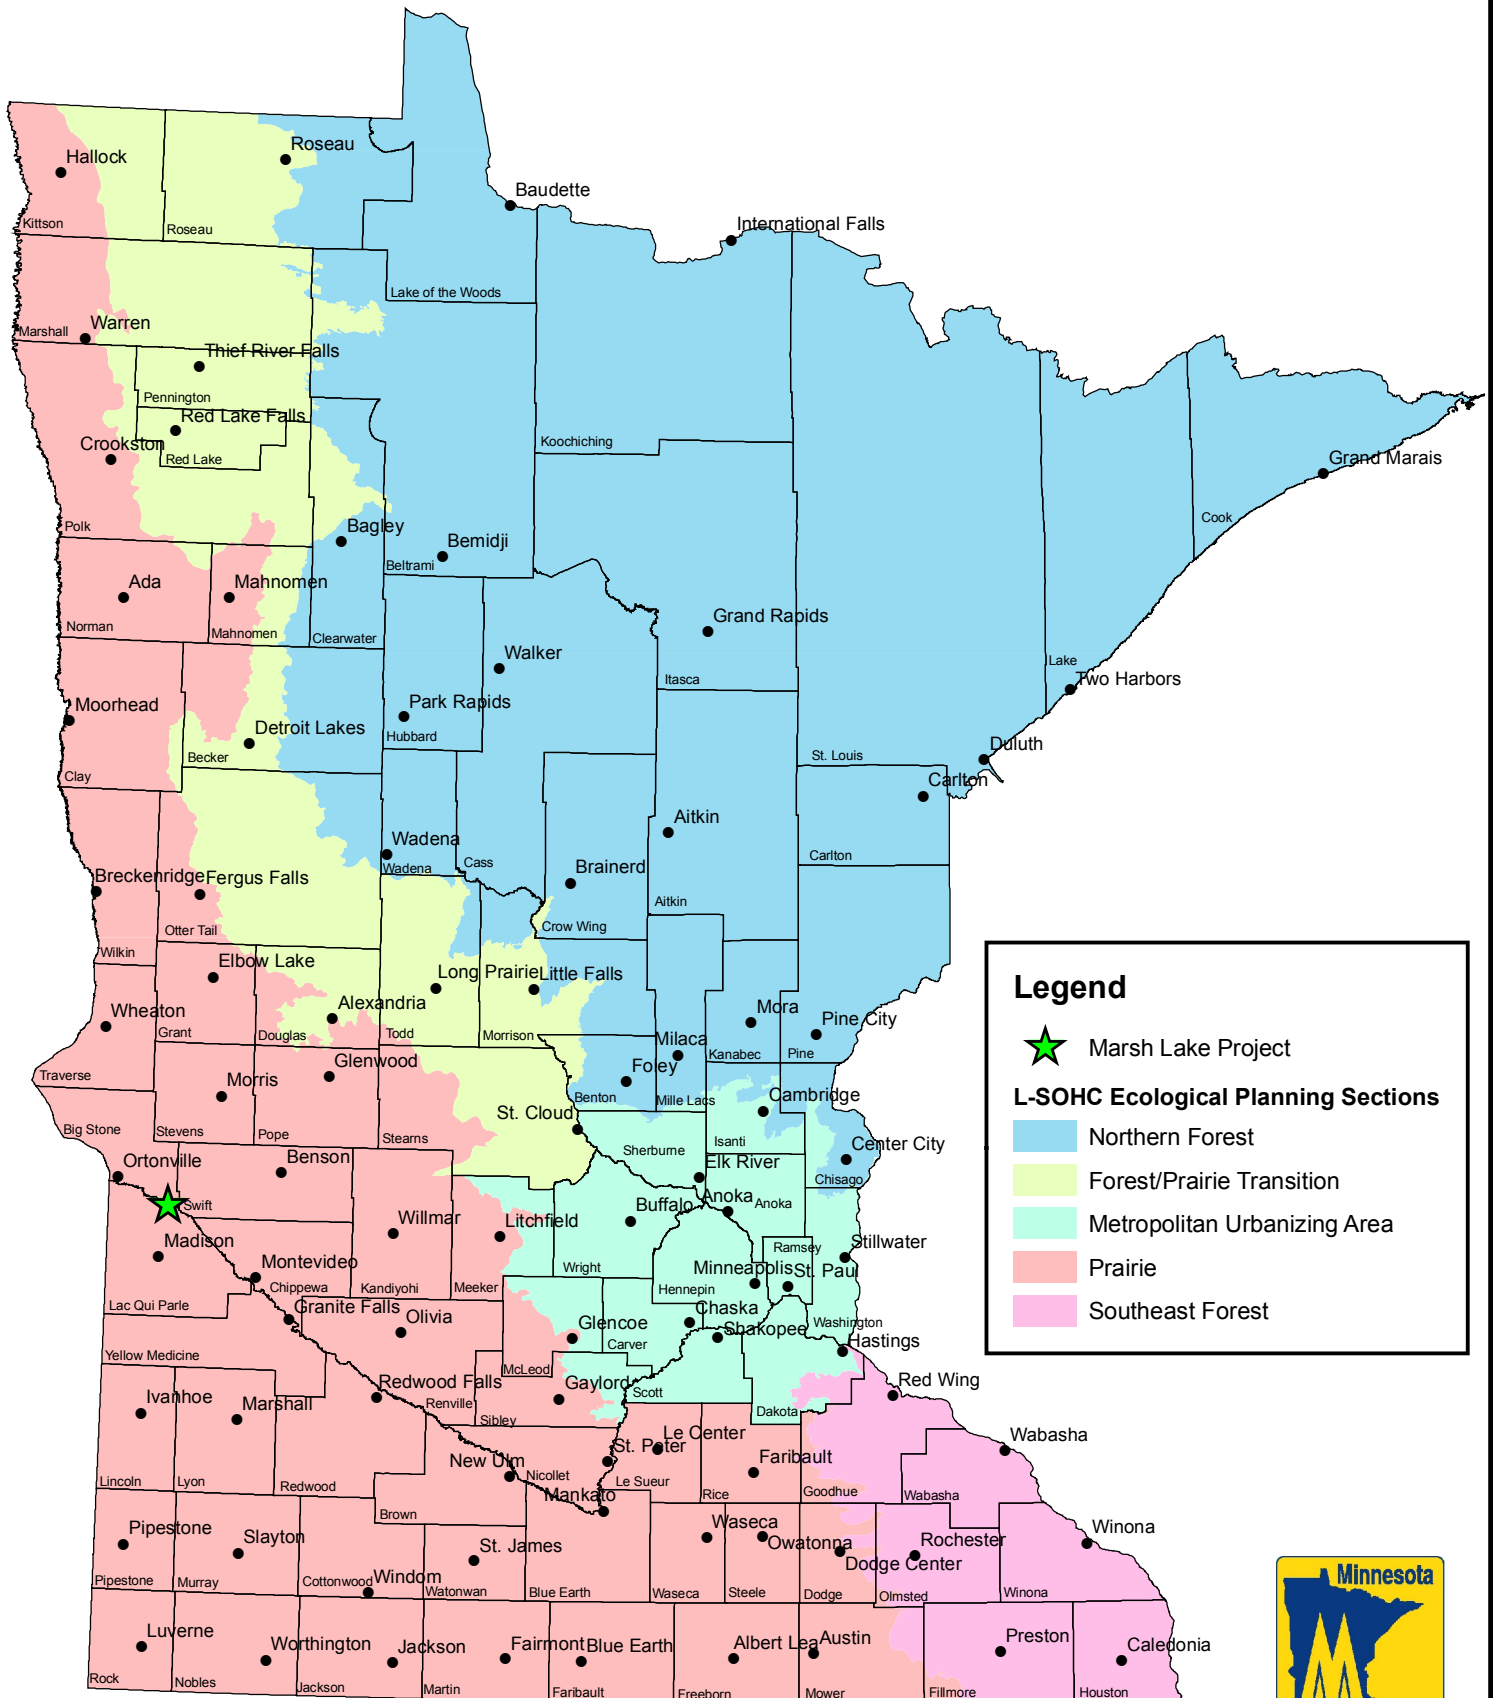 Hallock
Roseau
Baudette
International Falls
Kittson
Roseau
Lake of the Woods
Marshall
Warren
Thief River Falls
Pennington
Red Lake Falls
Crookston
Red Lake
Koochiching
Grand Marais
Polk
Bagley
Bemidji
Cook
Beltrami
Ada
Mahnomen
Norman
Mahnomen
Clearwater
Grand Rapids
Walker
Itasca
Lake
Two Harbors
Moorhead
Park Rapids
Detroit Lakes
Hubbard
Becker
St. Louis
Duluth
Clay
Carlton
Aitkin
Wadena
Wadena
Cass
Brainerd
Carlton
Breckenridge
Fergus Falls
Aitkin
Otter Tail
Crow Wing
Wilkin
Elbow Lake
Long Prairie
Little Falls
Wheaton
Alexandria
Mora
Pine City
Grant
Douglas
Todd
Morrison
Milaca
Kanabec
Pine
Glenwood
Foley
Traverse
Morris
Benton
Mille Lacs
Cambridge
St. Cloud
Big Stone
Stevens
Pope
Stearns
Sherburne
Isanti
Center City
Ortonville
Benson
Elk River
Chisago
Swift
Buffalo
Anoka
Anoka
Willmar
Litchfield
Madison
Ramsey
Stillwater
Montevideo
Wright
Minneapolis
St. Paul
Chippewa
Kandiyohi
Meeker
Hennepin
Lac Qui Parle
Granite Falls
Olivia
Chaska
Glencoe
Shakopee
Washington
Carver
Hastings
Yellow Medicine
McLeod
Redwood Falls
Gaylord
Scott
Red Wing
Ivanhoe
Marshall
Renville
Sibley
Dakota
Le Center
Wabasha
St. Peter
Faribault
New Ulm
Nicollet
Lincoln
Lyon
Redwood
Le Sueur
Rice
Goodhue
Wabasha
Mankato
Brown
Pipestone
Slayton
Waseca
Winona
St. James
Owatonna
Rochester
Dodge Center
Windom
Pipestone
Murray
Cottonwood
Watonwan
Blue Earth
Waseca
Steele
Dodge
Olmsted
Winona
Luverne
Worthington
Jackson
Fairmont
Blue Earth
Albert Lea
Austin
Preston
Caledonia
Rock
Nobles
Jackson
Martin
Faribault
Freeborn
Mower
Fillmore
Houston
Legend
Marsh Lake Project
L-SOHC Ecological Planning Sections
Northern Forest
Forest/Prairie Transition
Metropolitan Urbanizing Area
Prairie
Southeast Forest
Minnesota